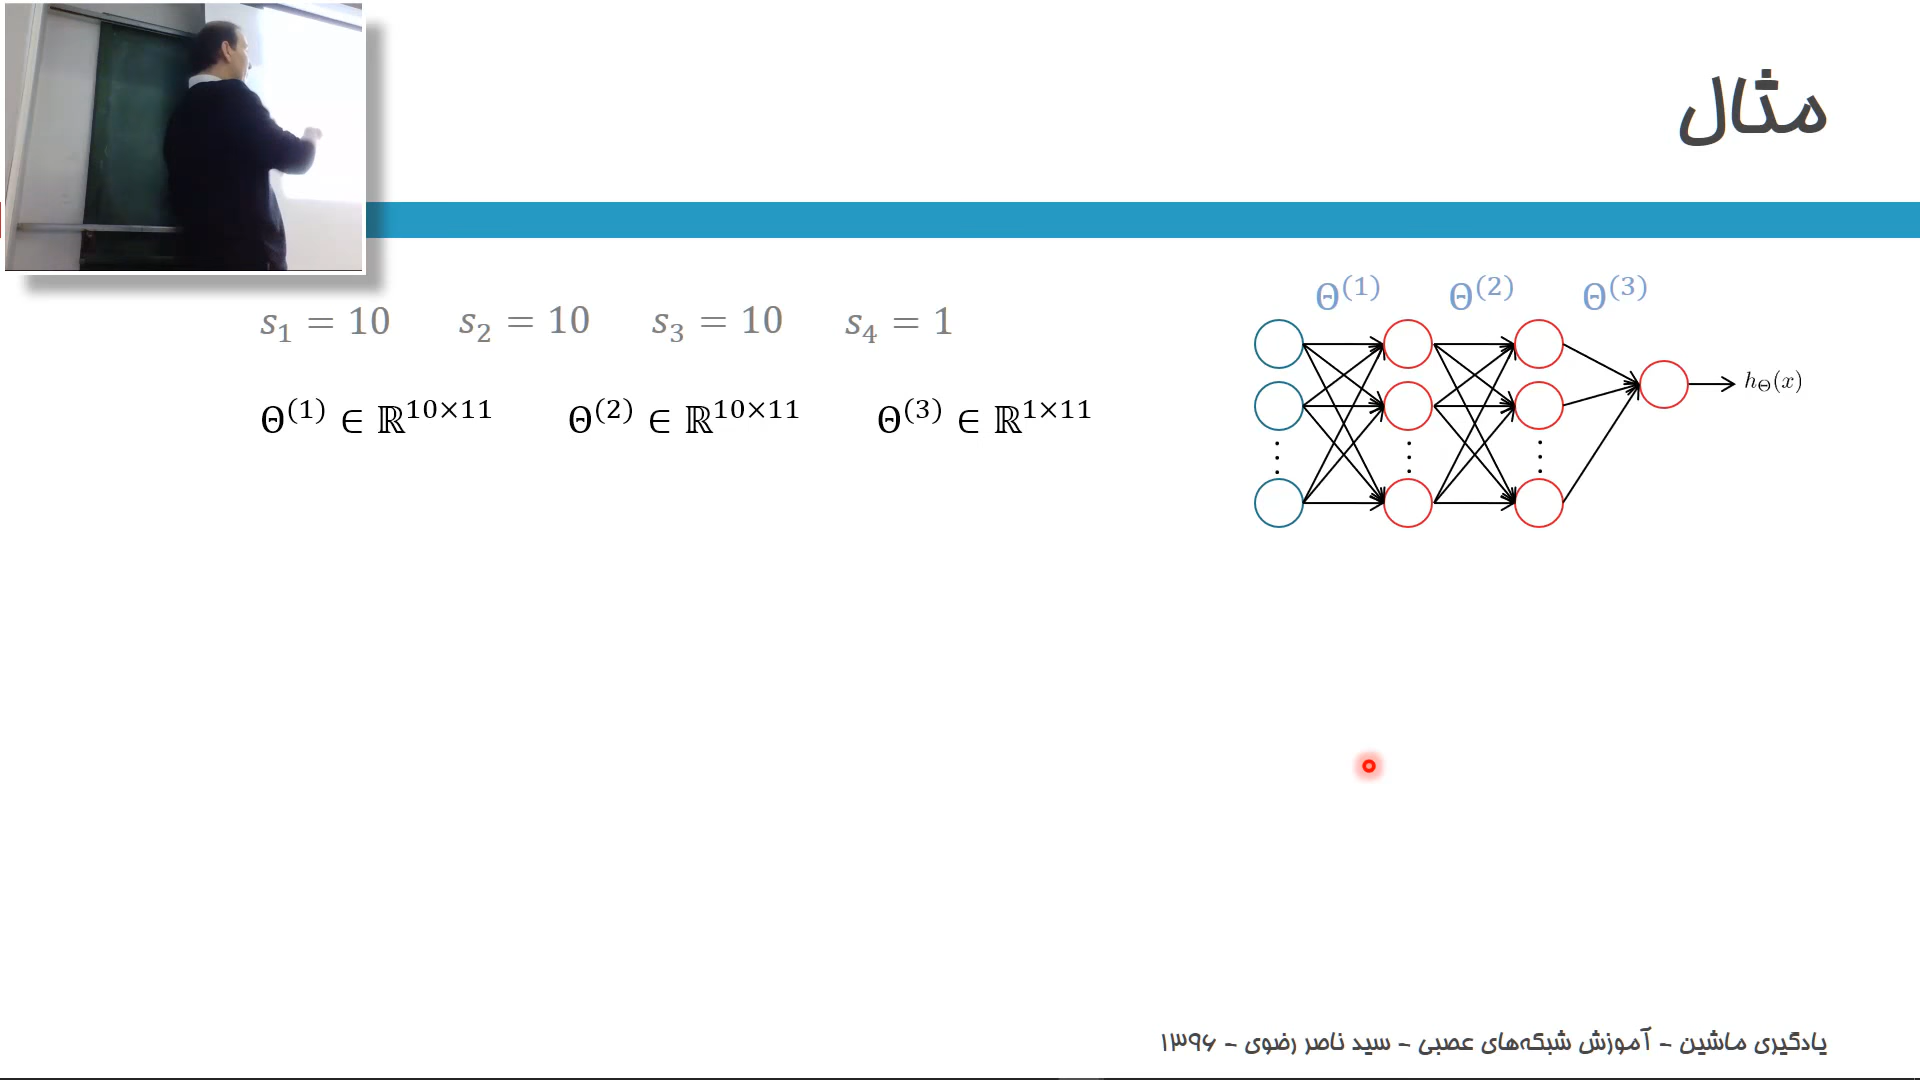 مثال
s₁ = 10 s₂ = 10 s₃ = 10 s₄ = 1
Θ⁽¹⁾ ∈ ℝ¹⁰ˣ¹¹ Θ⁽²⁾ ∈ ℝ¹⁰ˣ¹¹ Θ⁽³⁾ ∈ ℝ¹ˣ¹¹
Θ⁽¹⁾ Θ⁽²⁾ Θ⁽³⁾
h_Θ(x)
یادگیری ماشین - آموزش شبکه‌های عصبی - سید ناصر رضوی - ۱۳۹۶